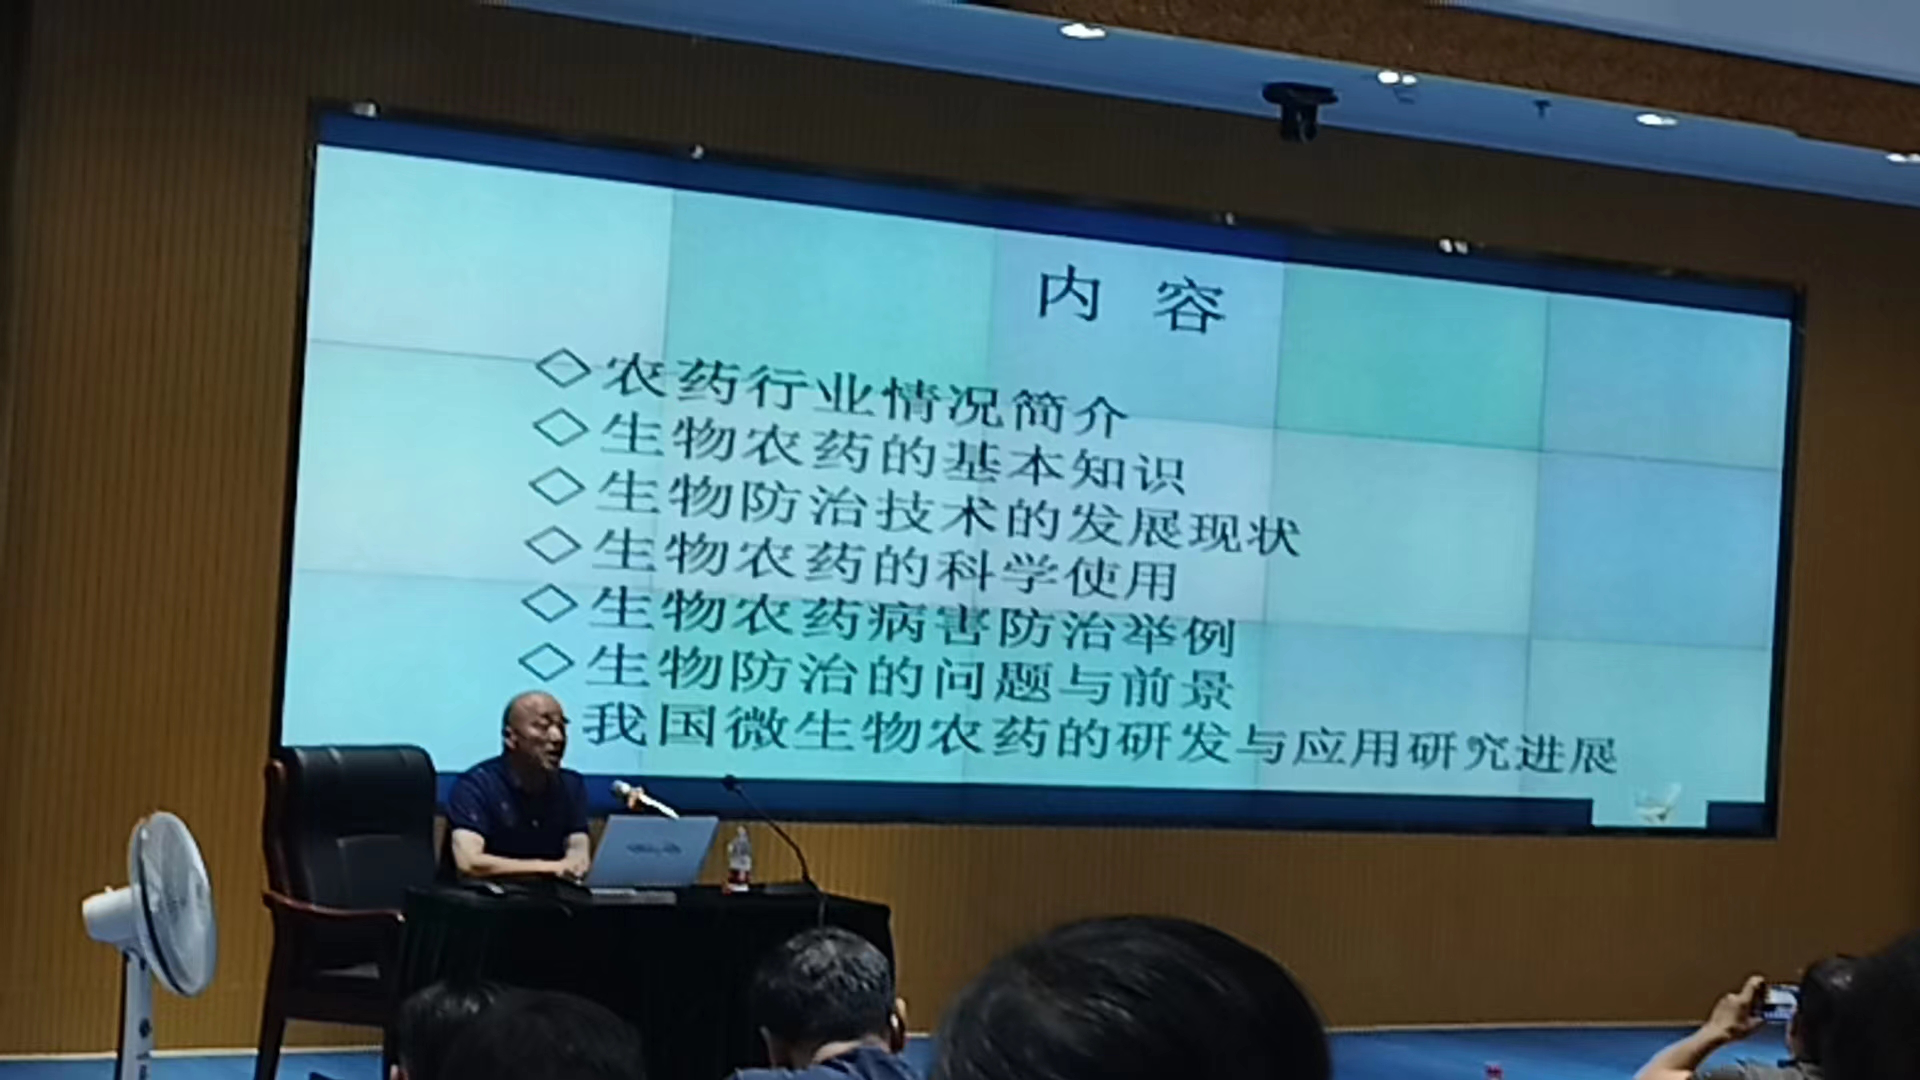 内 容
◇农药行业情况简介
◇生物农药的基本知识
◇生物防治技术的发展现状
◇生物农药的科学使用
◇生物农药病害防治举例
◇生物防治的问题与前景
我国微生物农药的研发与应用研究进展